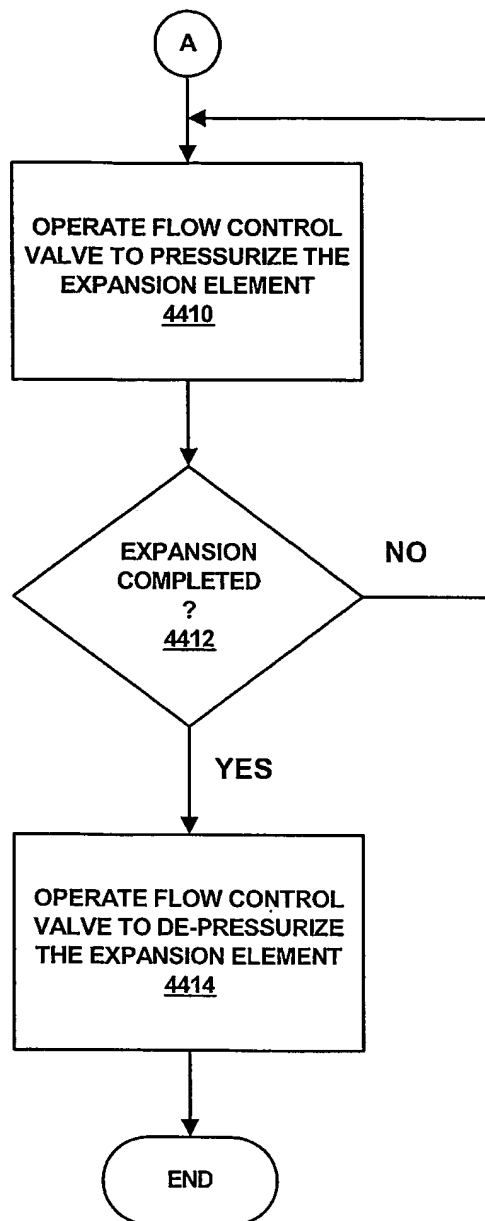 A
OPERATE FLOW CONTROL
VALVE TO PRESSURIZE THE
EXPANSION ELEMENT
4410
EXPANSION
COMPLETED
?
4412
NO
YES
OPERATE FLOW CONTROL
VALVE TO DE-PRESSURIZE
THE EXPANSION ELEMENT
4414
END